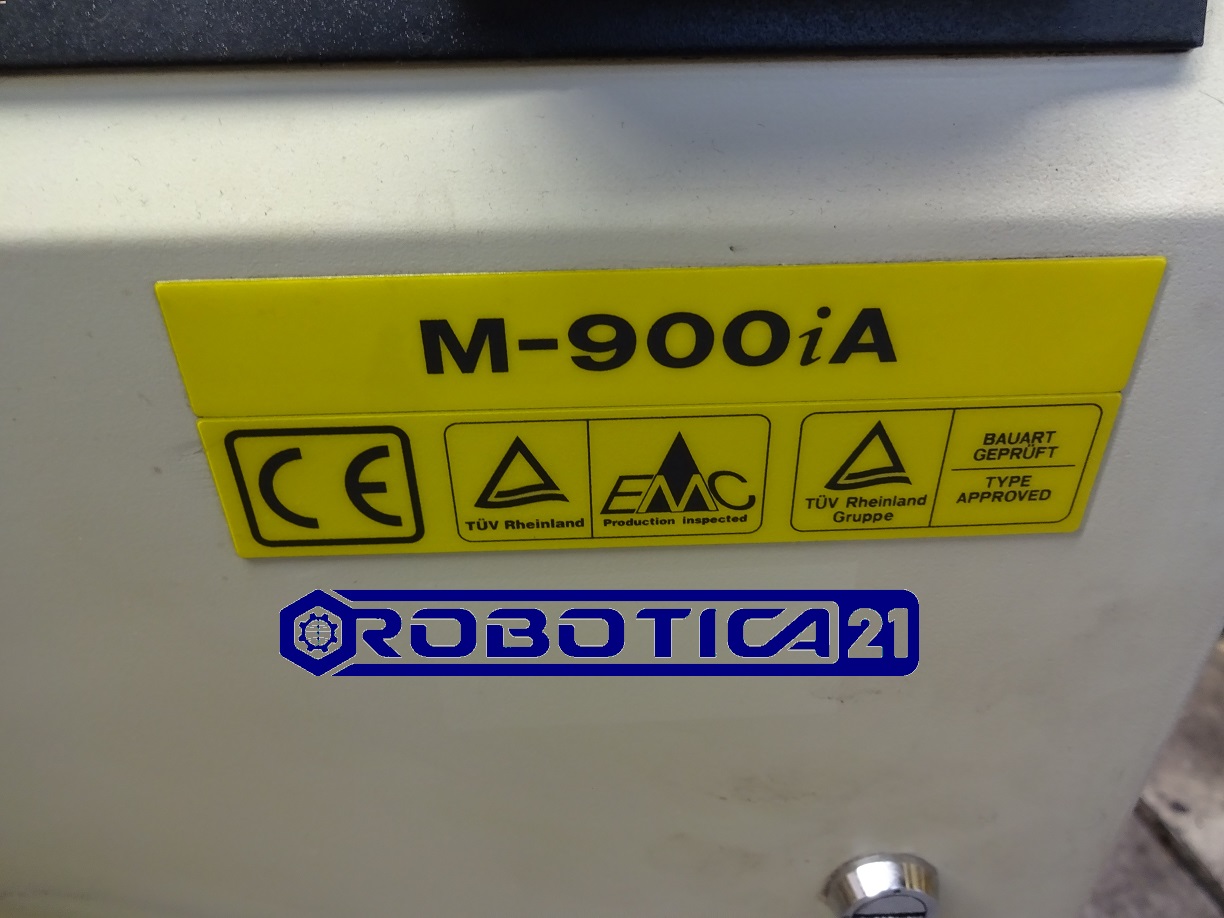 M-900iA
CE
TÜV Rheinland
EMC
Production inspected
TÜV Rheinland
Gruppe
BAUART
GEPRÜFT
TYPE
APPROVED
ROBOTICA21